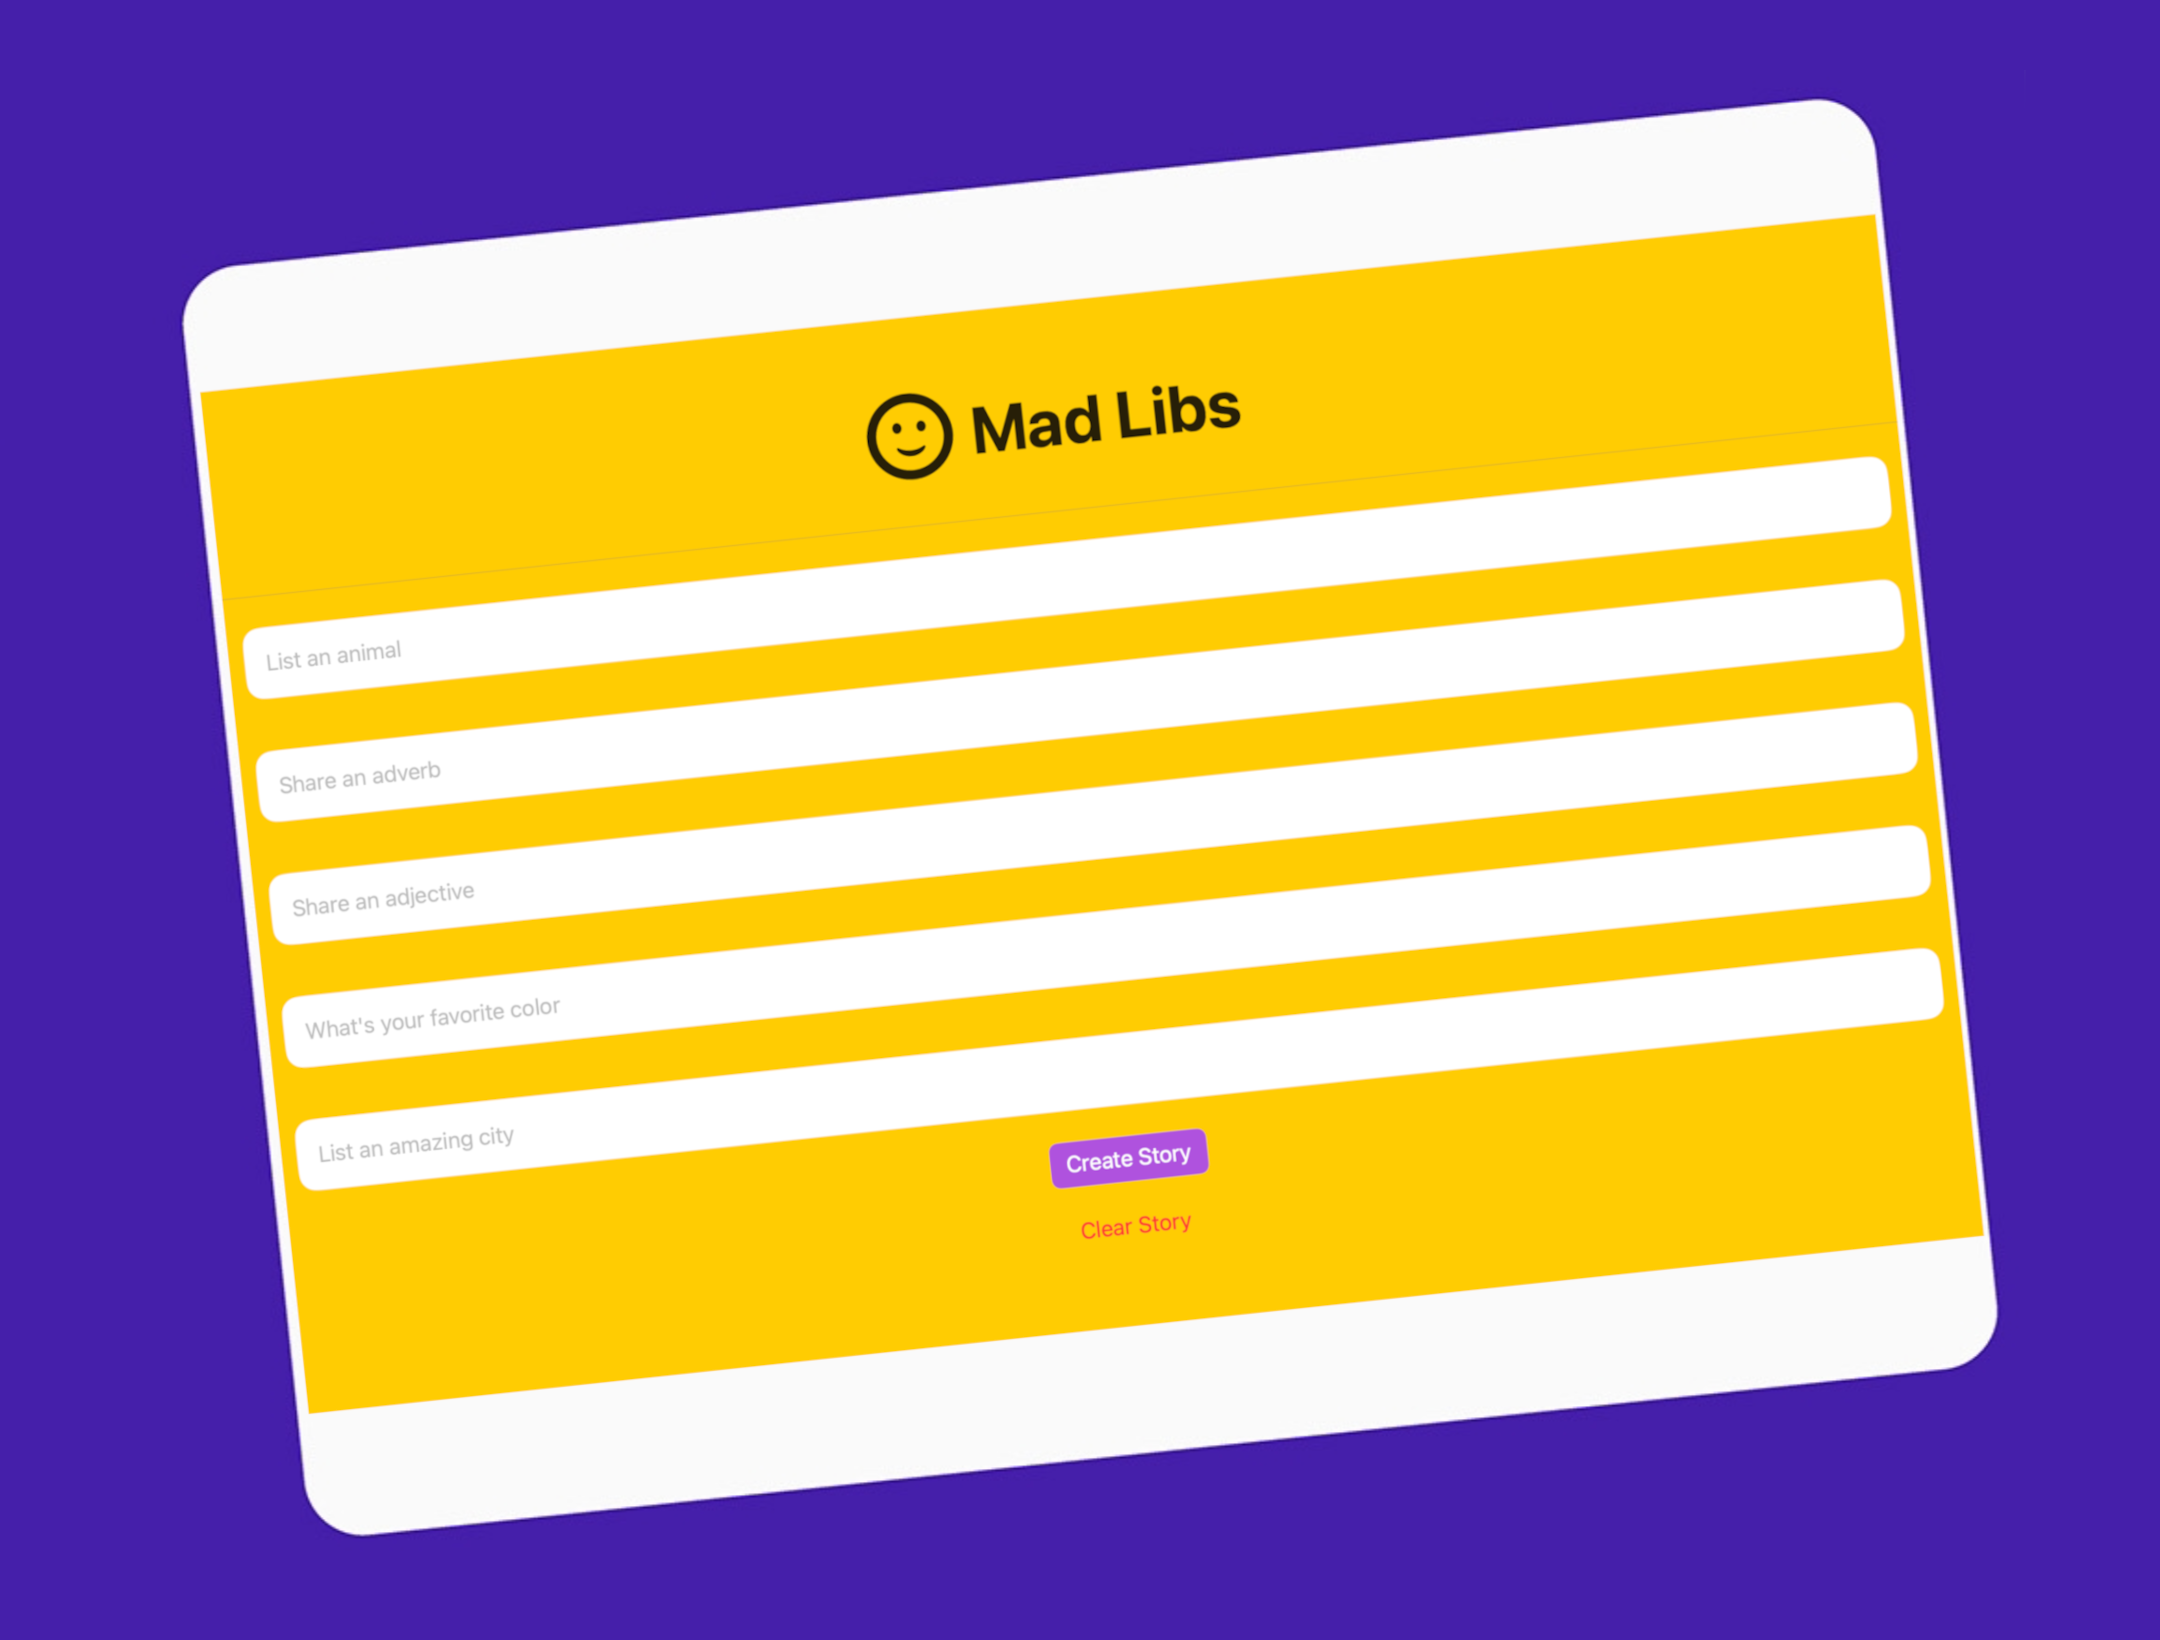 Mad Libs
List an animal
Share an adverb
Share an adjective
What's your favorite color
List an amazing city
Create Story
Clear Story